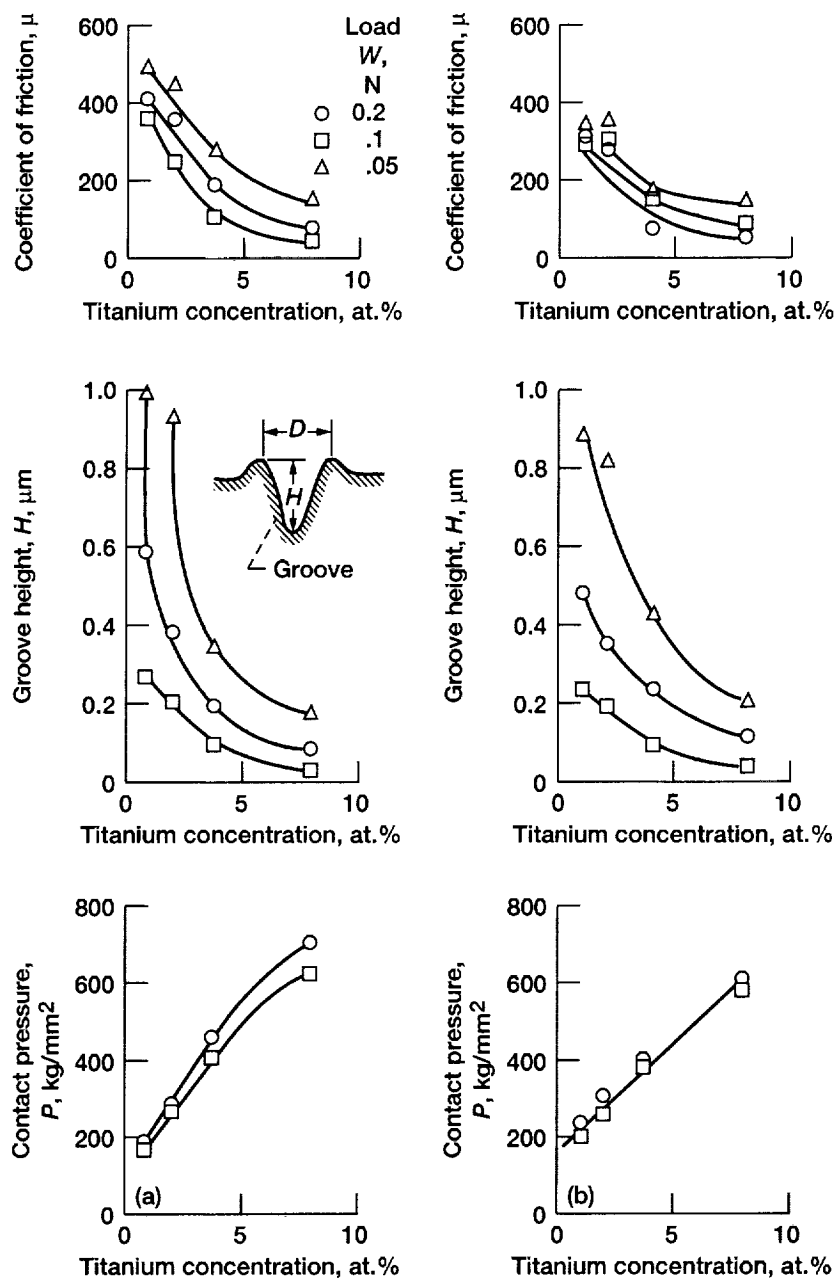 Coefficient of friction, μ
600
400
200
0
0
5
10
Titanium concentration, at.%
Load
W,
N
0.2
.1
.05
Coefficient of friction, μ
600
400
200
0
0
5
10
Titanium concentration, at.%
Groove height, H, μm
1.0
0.8
0.6
0.4
0.2
0
0
5
10
Titanium concentration, at.%
D
H
Groove
Groove height, H, μm
1.0
0.8
0.6
0.4
0.2
0
0
5
10
Titanium concentration, at.%
Contact pressure,
P, kg/mm²
800
600
400
200
0
(a)
0
5
10
Titanium concentration, at.%
Contact pressure,
P, kg/mm²
800
600
400
200
0
(b)
0
5
10
Titanium concentration, at.%